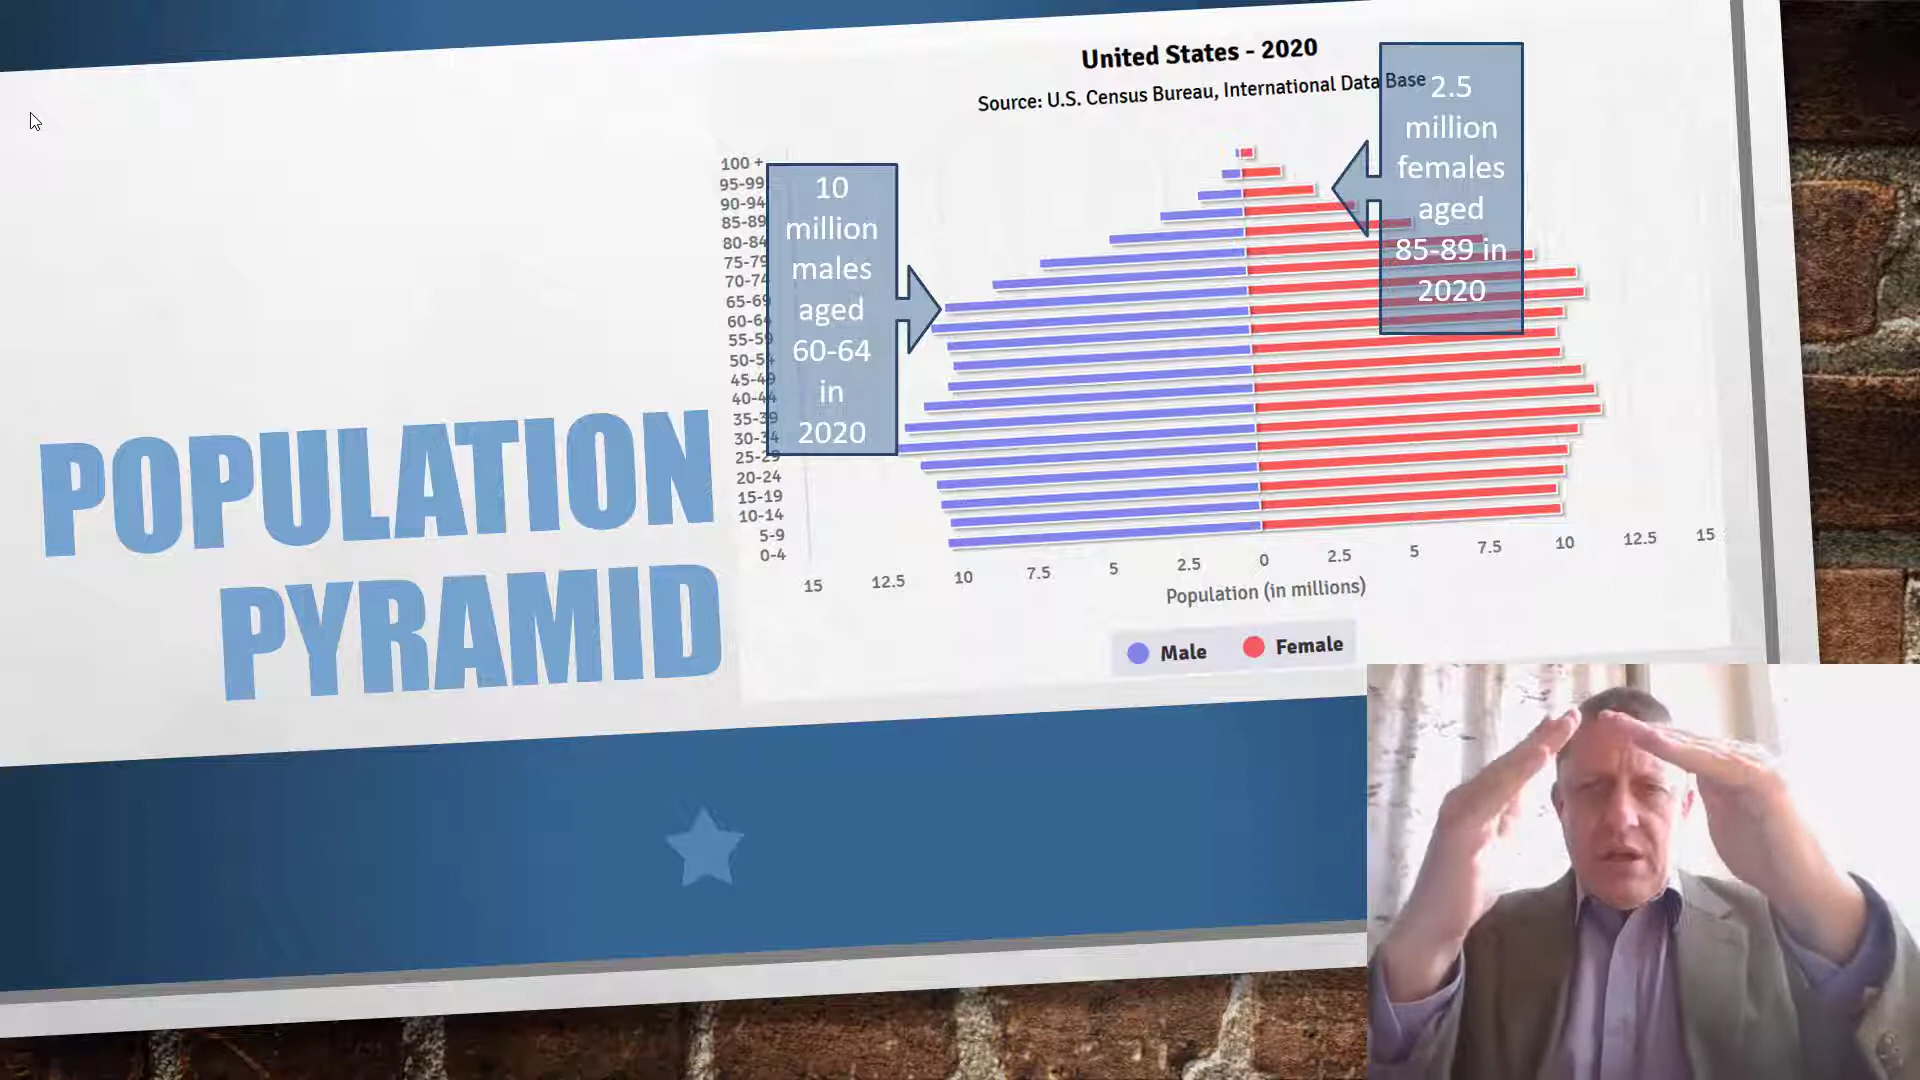 POPULATION
PYRAMID
United States - 2020
Source: U.S. Census Bureau, International Data Base
100 +
95-99
90-94
85-89
80-84
75-79
70-74
65-69
60-64
55-59
50-54
45-49
40-44
35-39
30-34
25-29
20-24
15-19
10-14
5-9
0-4
10
million
males
aged
60-64
in
2020
2.5
million
females
aged
85-89 in
2020
15 12.5 10 7.5 5 2.5 0 2.5 5 7.5 10 12.5 15
Population (in millions)
Male Female